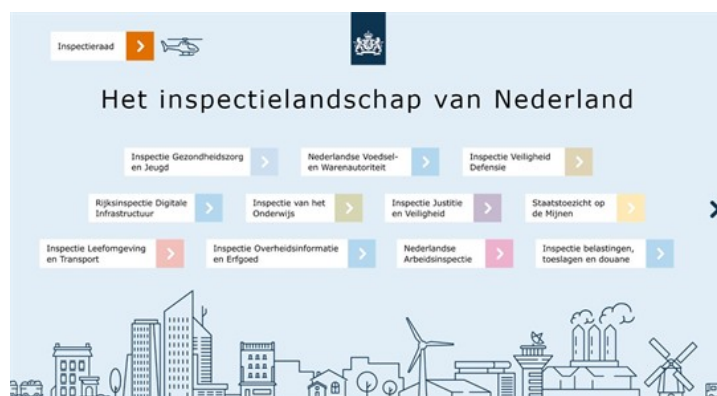 Inspectieraad
Het inspectielandschap van Nederland
Inspectie Gezondheidszorg
en Jeugd
Nederlandse Voedsel-
en Warenautoriteit
Inspectie Veiligheid
Defensie
Rijksinspectie Digitale
Infrastructuur
Inspectie van het
Onderwijs
Inspectie Justitie
en Veiligheid
Staatstoezicht op
de Mijnen
Inspectie Leefomgeving
en Transport
Inspectie Overheidsinformatie
en Erfgoed
Nederlandse
Arbeidsinspectie
Inspectie belastingen,
toeslagen en douane